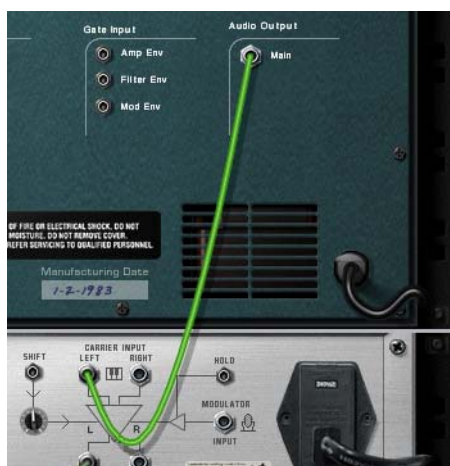 Gate Input
Audio Output
Amp Env
Main
Filter Env
Mod Env
OF FIRE OR ELECTRICAL SHOCK, DO NOT
MOISTURE. DO NOT REMOVE COVER.
REFER SERVICING TO QUALIFIED PERSONNEL
Manufacturing Date
1-2-1983
CARRIER INPUT
SHIFT
LEFT
RIGHT
HOLD
L
R
MODULATOR
INPUT